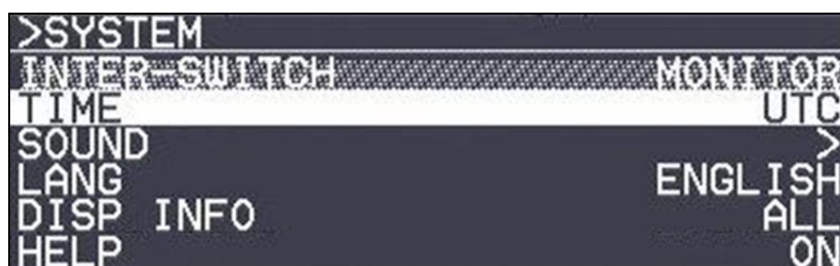 >SYSTEM
INTER-SWITCH MONITOR
TIME UTC
SOUND >
LANG ENGLISH
DISP INFO ALL
HELP ON